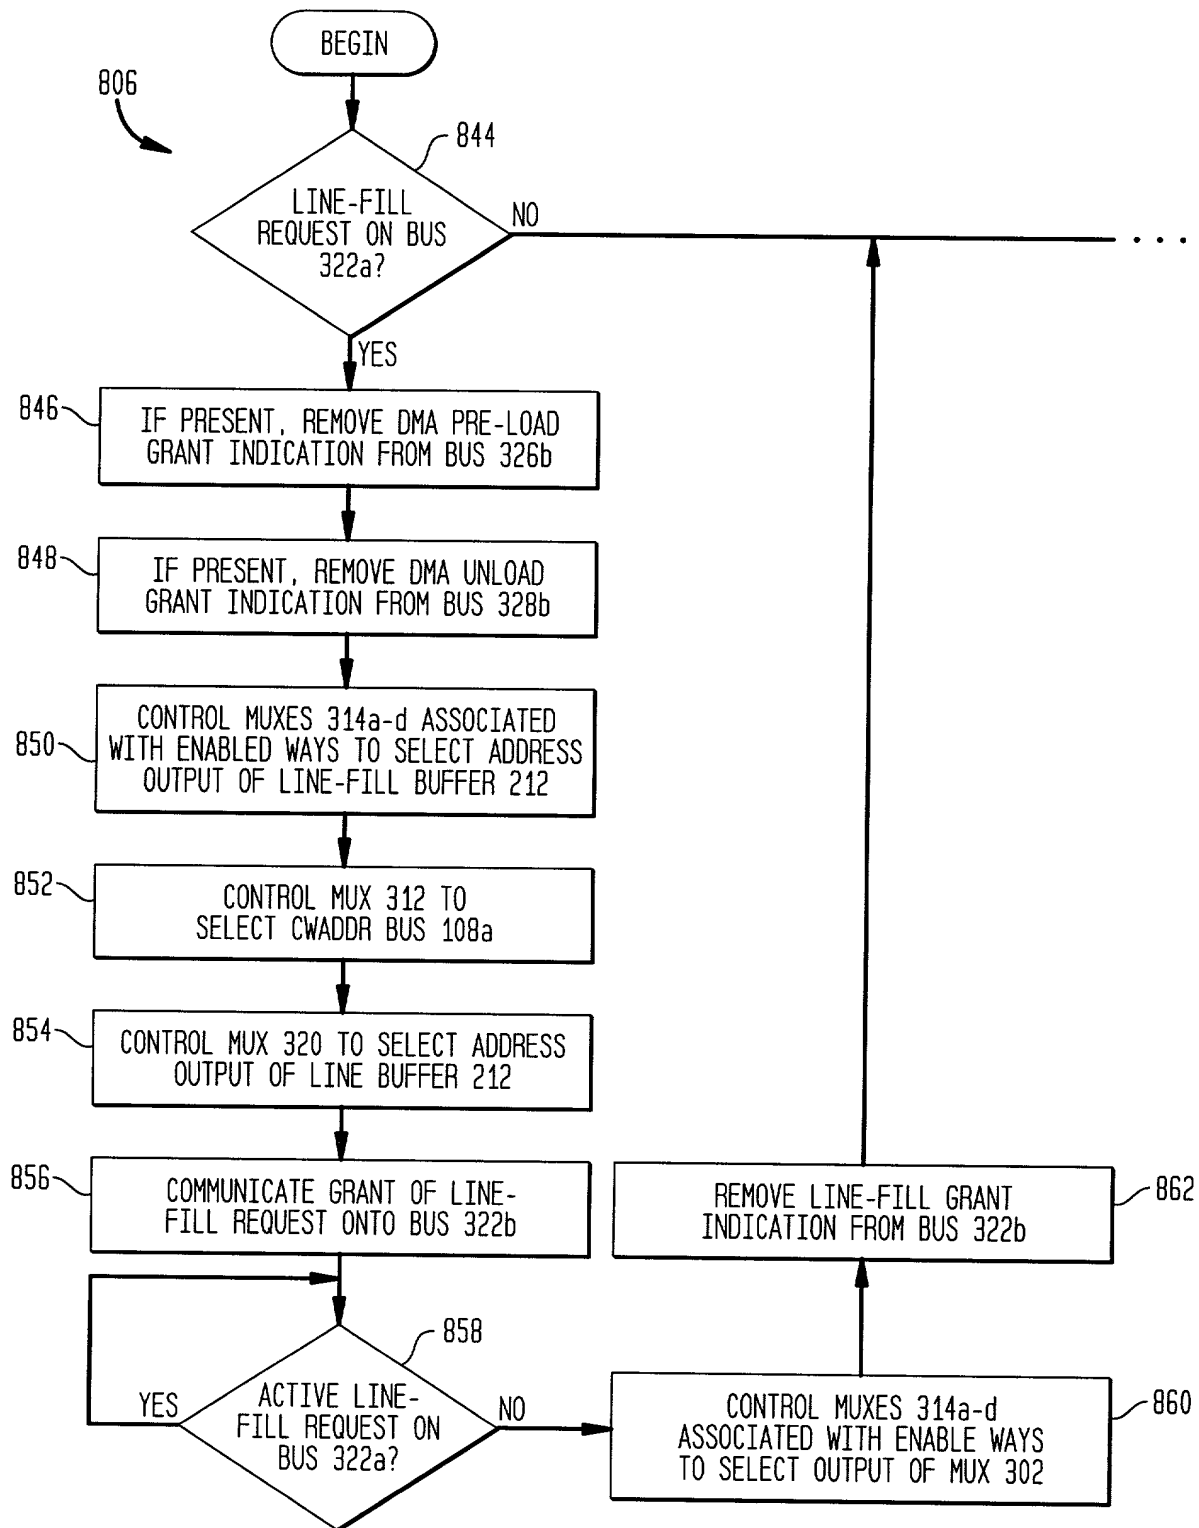 BEGIN
806
844
LINE-FILL
REQUEST ON BUS
322a?
NO
. . .
YES
846
IF PRESENT, REMOVE DMA PRE-LOAD
GRANT INDICATION FROM BUS 326b
848
IF PRESENT, REMOVE DMA UNLOAD
GRANT INDICATION FROM BUS 328b
850
CONTROL MUXES 314a-d ASSOCIATED
WITH ENABLED WAYS TO SELECT ADDRESS
OUTPUT OF LINE-FILL BUFFER 212
852
CONTROL MUX 312 TO
SELECT CWADDR BUS 108a
854
CONTROL MUX 320 TO SELECT ADDRESS
OUTPUT OF LINE BUFFER 212
856
COMMUNICATE GRANT OF LINE-
FILL REQUEST ONTO BUS 322b
858
ACTIVE LINE-
FILL REQUEST ON
BUS 322a?
YES
NO
860
CONTROL MUXES 314a-d
ASSOCIATED WITH ENABLE WAYS
TO SELECT OUTPUT OF MUX 302
862
REMOVE LINE-FILL GRANT
INDICATION FROM BUS 322b